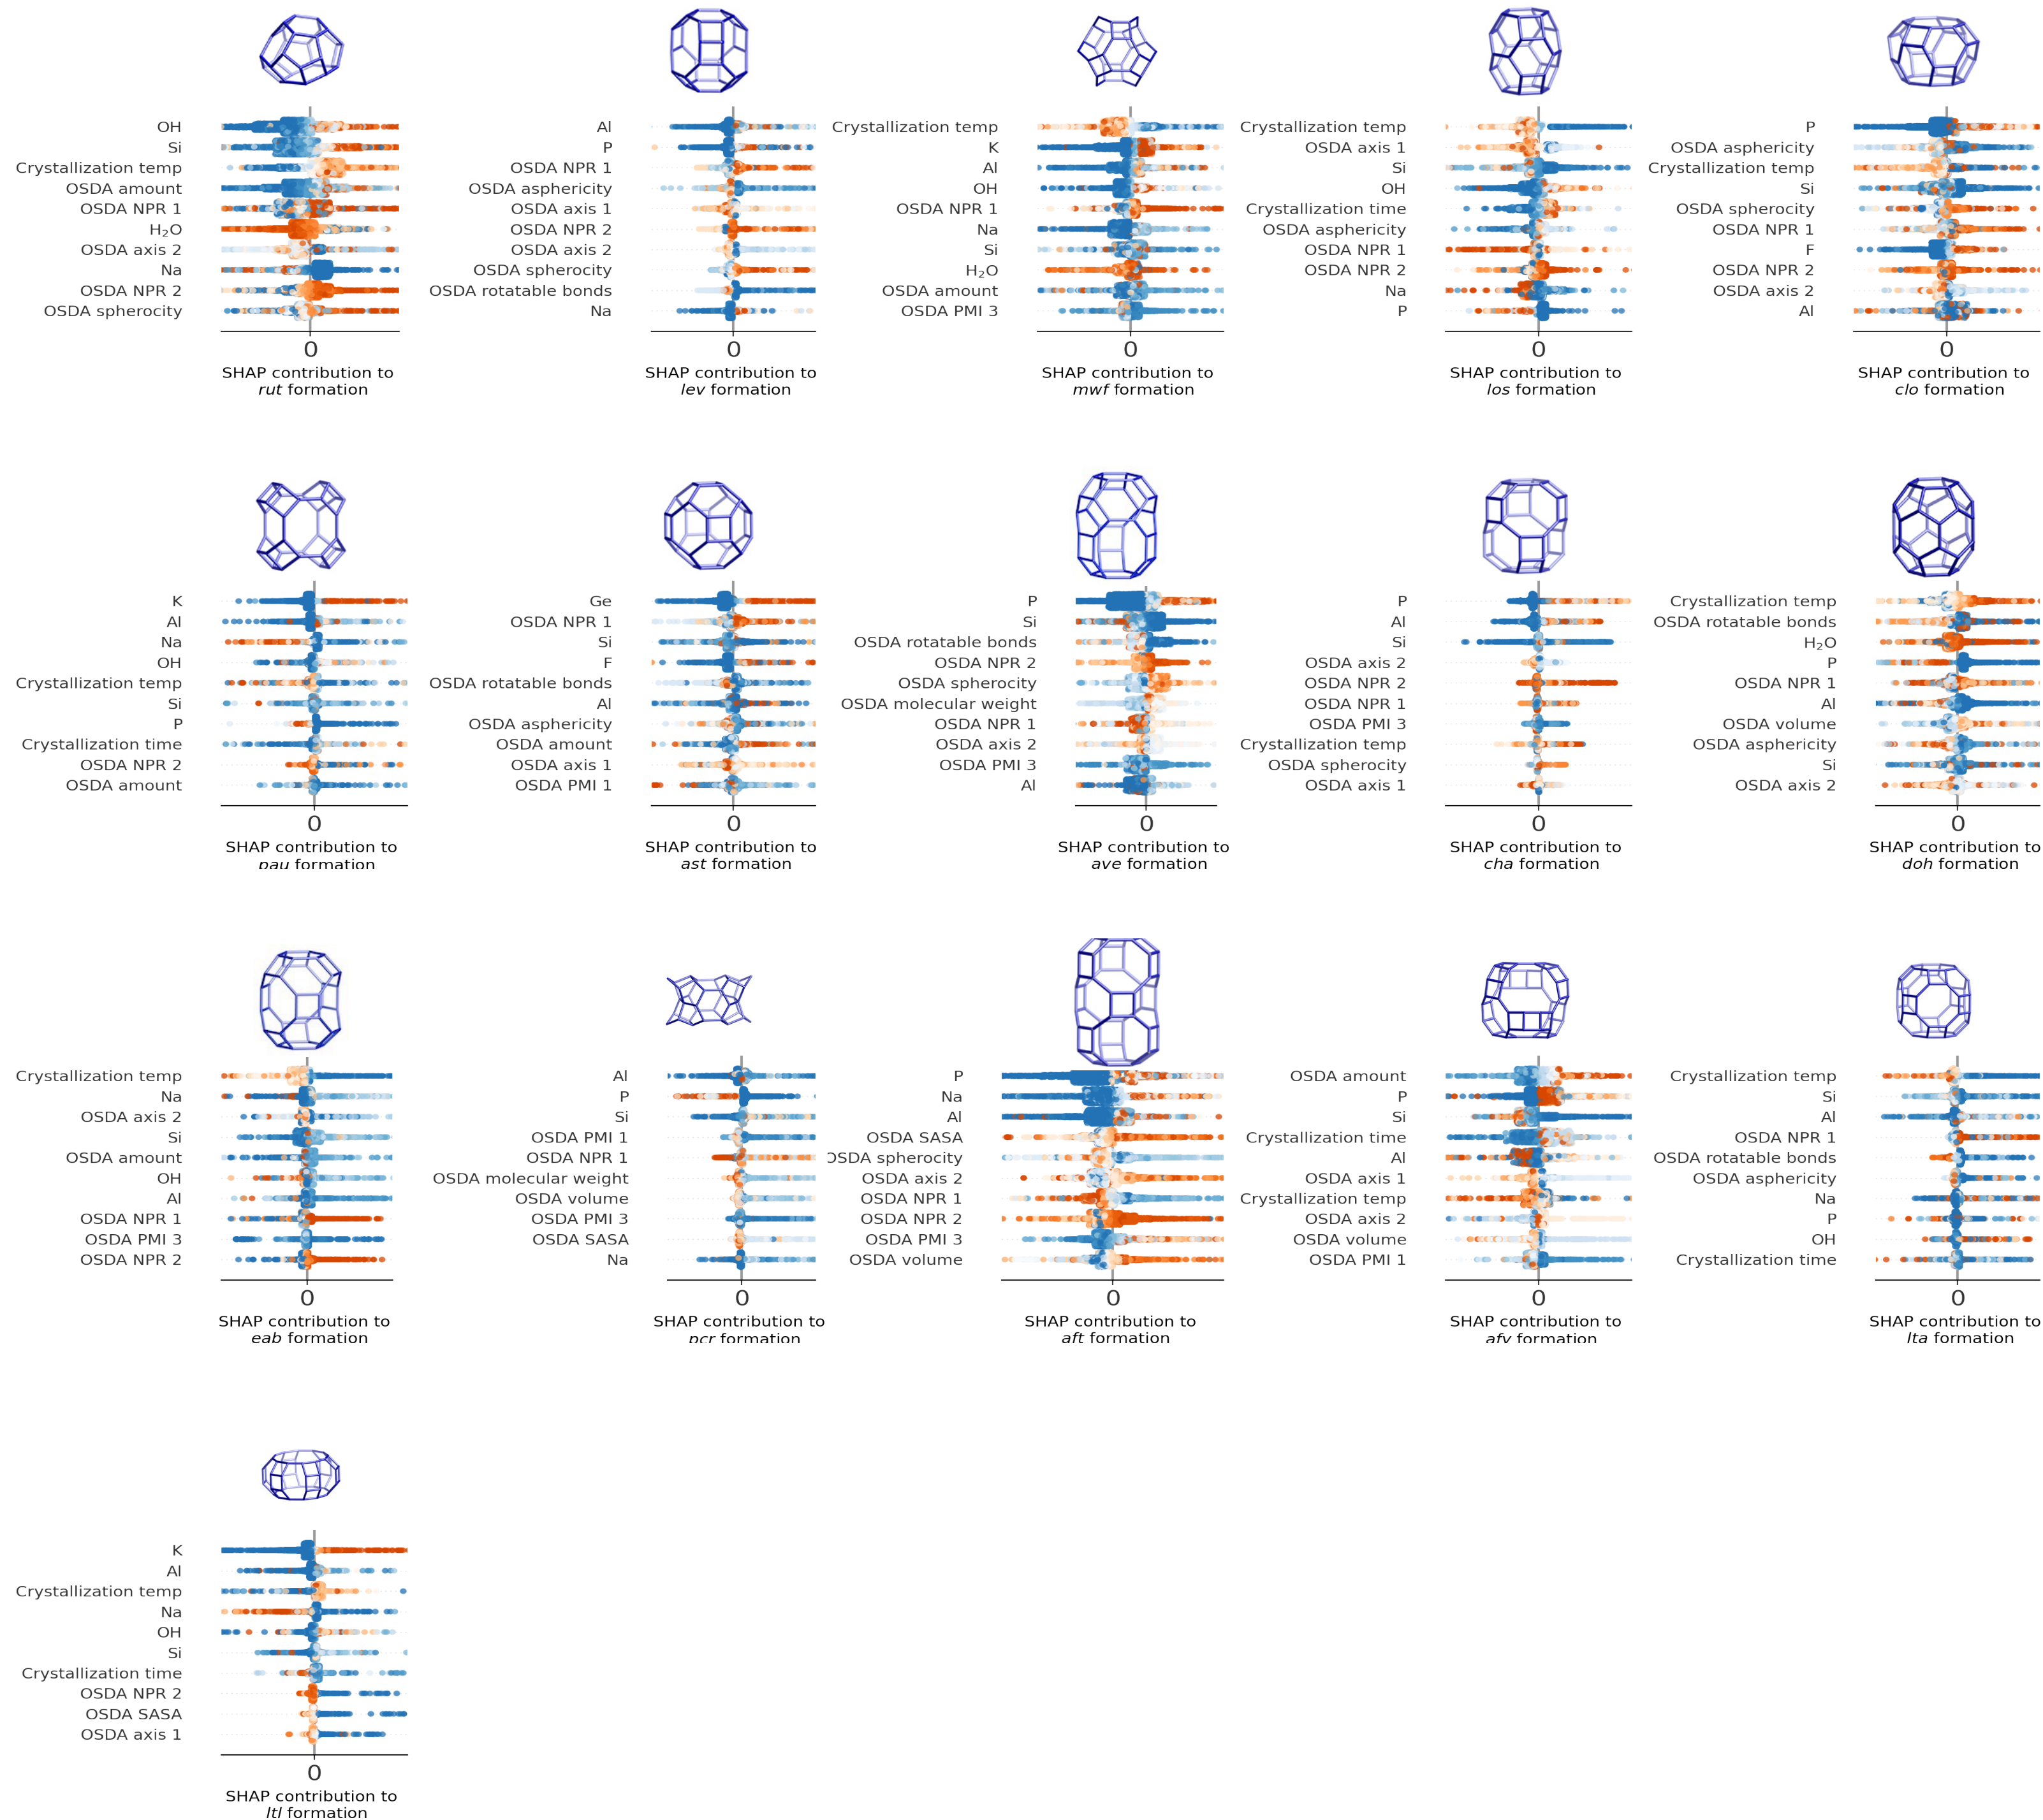 OH
Si
Crystallization temp
OSDA amount
OSDA NPR 1
H₂O
OSDA axis 2
Na
OSDA NPR 2
OSDA spherocity
0
SHAP contribution to
rut formation
Al
P
OSDA NPR 1
OSDA asphericity
OSDA axis 1
OSDA NPR 2
OSDA axis 2
OSDA spherocity
OSDA rotatable bonds
Na
0
SHAP contribution to
lev formation
Crystallization temp
K
Al
OH
OSDA NPR 1
Na
Si
H₂O
OSDA amount
OSDA PMI 3
0
SHAP contribution to
mwf formation
Crystallization temp
OSDA axis 1
Si
OH
Crystallization time
OSDA asphericity
OSDA NPR 1
OSDA NPR 2
Na
P
0
SHAP contribution to
los formation
P
OSDA asphericity
Crystallization temp
Si
OSDA spherocity
OSDA NPR 1
F
OSDA NPR 2
OSDA axis 2
Al
0
SHAP contribution to
clo formation
K
Al
Na
OH
Crystallization temp
Si
P
Crystallization time
OSDA NPR 2
OSDA amount
0
SHAP contribution to
pau formation
Ge
OSDA NPR 1
Si
F
OSDA rotatable bonds
Al
OSDA asphericity
OSDA amount
OSDA axis 1
OSDA PMI 1
0
SHAP contribution to
ast formation
P
Si
OSDA rotatable bonds
OSDA NPR 2
OSDA spherocity
OSDA molecular weight
OSDA NPR 1
OSDA axis 2
OSDA PMI 3
Al
0
SHAP contribution to
ave formation
P
Al
Si
OSDA axis 2
OSDA NPR 2
OSDA NPR 1
OSDA PMI 3
Crystallization temp
OSDA spherocity
OSDA axis 1
0
SHAP contribution to
cha formation
Crystallization temp
OSDA rotatable bonds
H₂O
P
OSDA NPR 1
Al
OSDA volume
OSDA asphericity
Si
OSDA axis 2
0
SHAP contribution to
doh formation
Crystallization temp
Na
OSDA axis 2
Si
OSDA amount
OH
Al
OSDA NPR 1
OSDA PMI 3
OSDA NPR 2
0
SHAP contribution to
eab formation
Al
P
Si
OSDA PMI 1
OSDA NPR 1
OSDA molecular weight
OSDA volume
OSDA PMI 3
OSDA SASA
Na
0
SHAP contribution to
pcr formation
P
Na
Al
OSDA SASA
OSDA spherocity
OSDA axis 2
OSDA NPR 1
OSDA NPR 2
OSDA PMI 3
OSDA volume
0
SHAP contribution to
aft formation
OSDA amount
P
Si
Crystallization time
Al
OSDA axis 1
Crystallization temp
OSDA axis 2
OSDA volume
OSDA PMI 1
0
SHAP contribution to
formation
Crystallization temp
Si
Al
OSDA NPR 1
OSDA rotatable bonds
OSDA asphericity
Na
P
OH
Crystallization time
0
SHAP contribution to
lta formation
K
Al
Crystallization temp
Na
OH
Si
Crystallization time
OSDA NPR 2
OSDA SASA
OSDA axis 1
0
SHAP contribution to
ltl formation